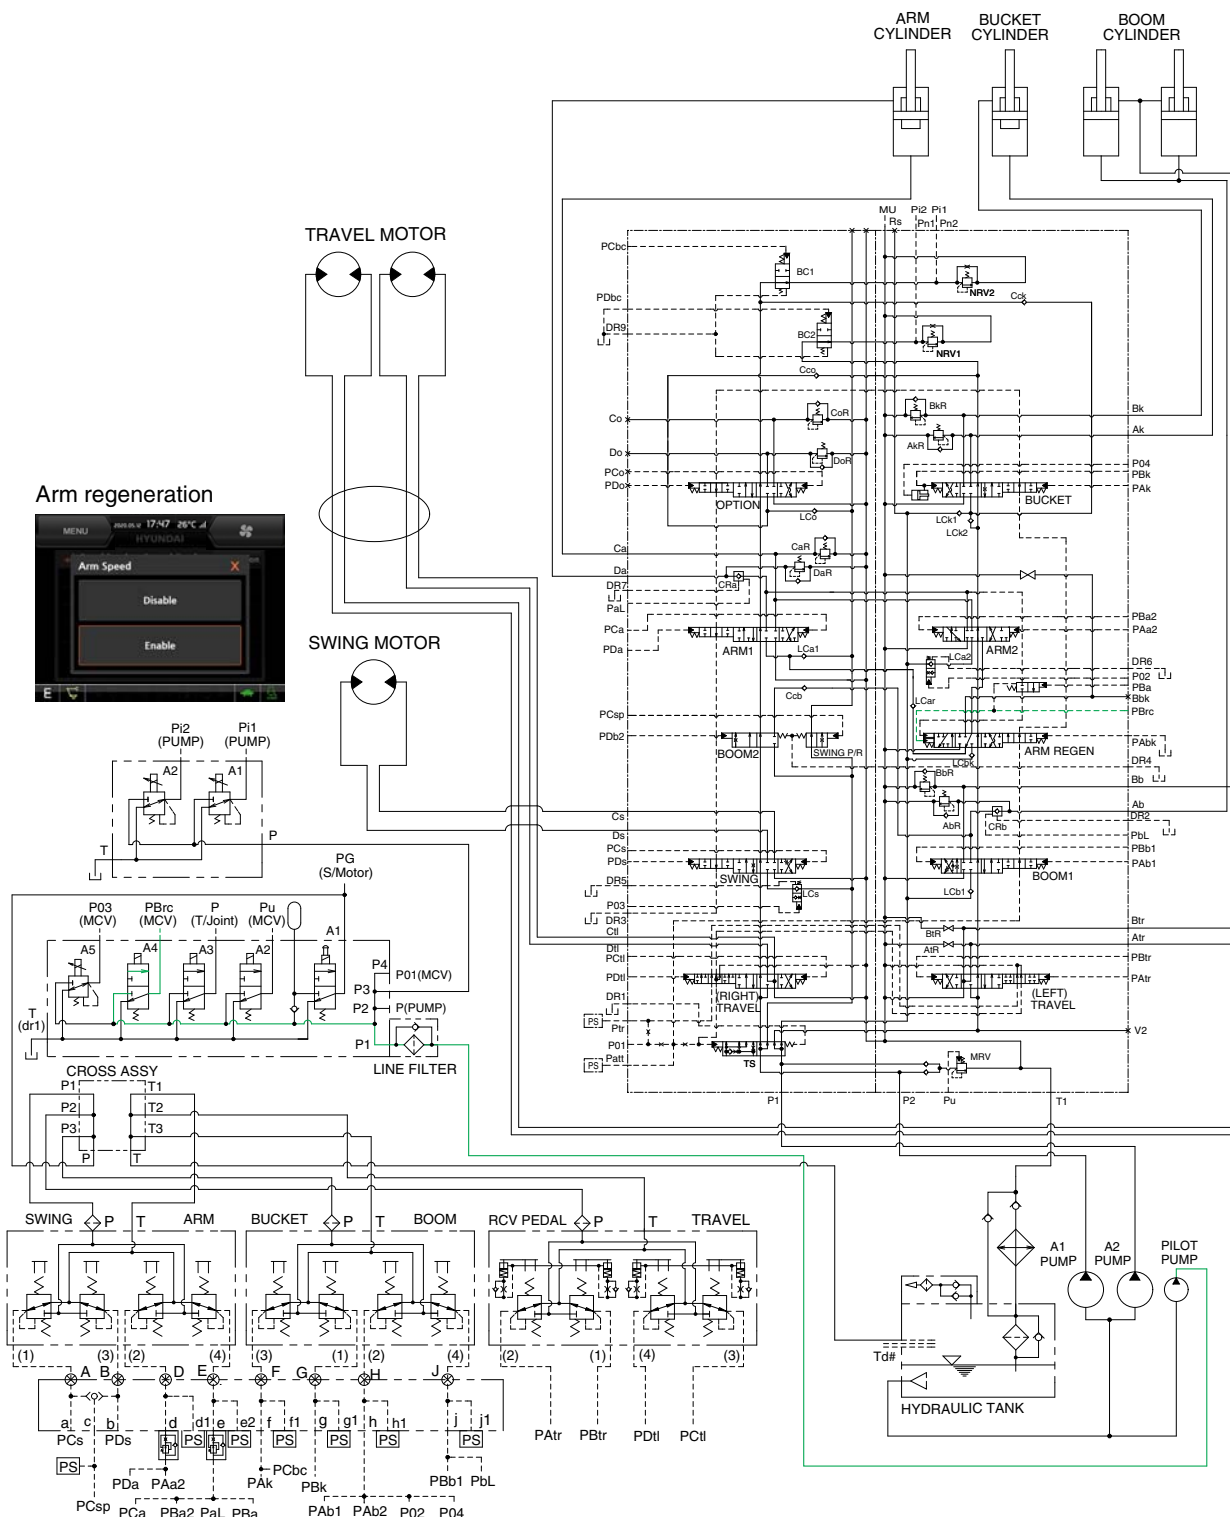 ARM
CYLINDER
BUCKET
CYLINDER
BOOM
CYLINDER
TRAVEL MOTOR
MU
Rs
Pi2
Pn1
Pi1
Pn2
PCbc
BC1
NRV2
Cck
PDbc
DR9
BC2
NRV1
Cco
Co
CoR
BkR
Bk
AkR
Ak
Do
DoR
PCo
PDo
OPTION
P04
PBk
PAk
BUCKET
LCo
LCk1
LCk2
Arm regeneration
MENU
17:47
26°C
HYUNDAI
Arm Speed
X
Disable
Enable
E
Ca
CaR
Da
DaR
DR7
CRa
PaL
PCa
PDa
ARM1
LCa1
PBa2
PAa2
ARM2
LCa2
DR6
P02
PBa
Bbk
PBrc
LCar
Ccb
PCsp
PDb2
BOOM2
SWING P/R
ARM REGEN
PAbk
LCbk
DR4
BbR
Bb
AbR
Ab
CRb
DR2
PbL
SWING MOTOR
Cs
Ds
PCs
PDs
SWING
PBb1
PAb1
BOOM1
LCb1
DR5
LCs
P03
DR3
Ctl
Dtl
PCtl
PDtl
DR1
(RIGHT)
TRAVEL
(LEFT)
TRAVEL
BtR
Btr
AtR
Atr
PBtr
PAtr
PS
Ptr
P01
Patt
PS
TS
V2
MRV
P1
P2
Pu
T1
Pi2
(PUMP)
Pi1
(PUMP)
A2
A1
P
T
PG
(S/Motor)
P03
(MCV)
PBrc
(MCV)
P
(T/Joint)
Pu
(MCV)
A5
A4
A3
A2
A1
P4
P01(MCV)
P3
P2
P(PUMP)
P1
T
(dr1)
LINE FILTER
CROSS ASSY
P1
P2
P3
P
T1
T2
T3
T
SWING
P
T
ARM
BUCKET
P
T
BOOM
RCV PEDAL
P
T
TRAVEL
(1)
(3)
(2)
(4)
(3)
(1)
(2)
(4)
(2)
(1)
(4)
(3)
A
B
D
E
F
G
H
J
a
c
b
d
d1
e
e2
f
f1
g
g1
h
h1
j
j1
PCs
PDs
PS
PS
PS
PS
PS
PS
PS
PCsp
PDa
PAa2
PCa
PBa2
PaL
PBa
PAk
PCbc
PBk
PAb1
PAb2
P02
P04
PBb1
PbL
PAtr
PBtr
PDtl
PCtl
A1
PUMP
A2
PUMP
PILOT
PUMP
Td#
HYDRAULIC TANK